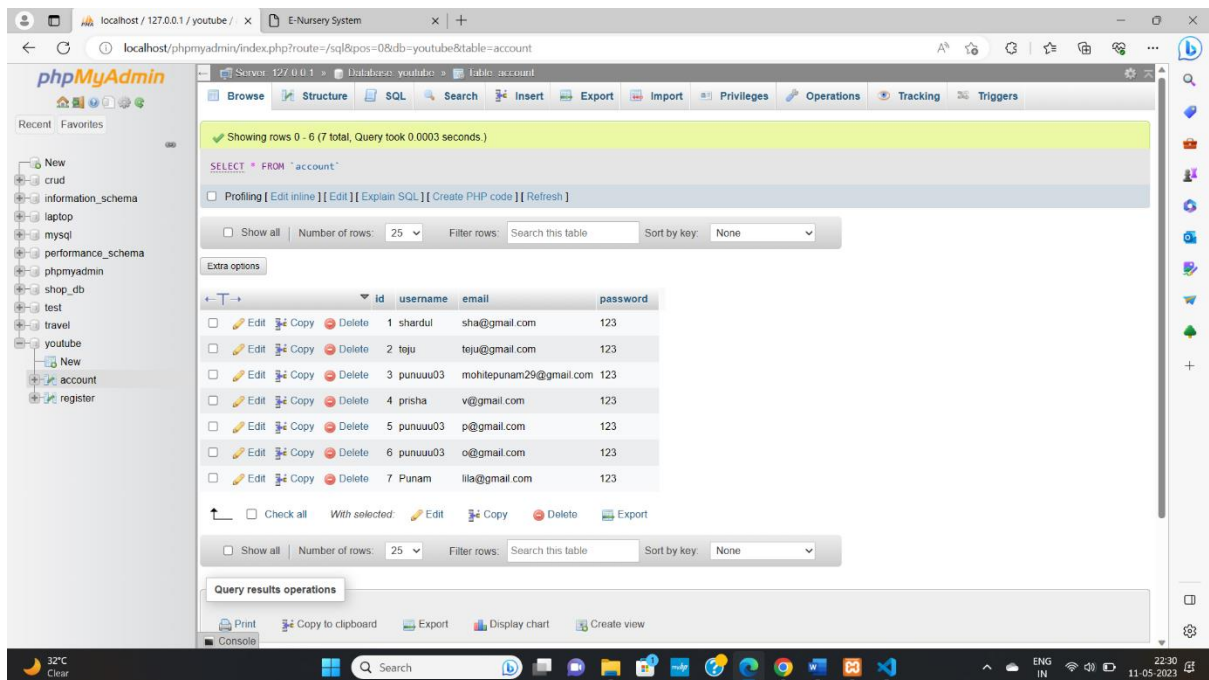 localhost / 127.0.0.1 / youtube /
E-Nursery System
localhost/phpmyadmin/index.php?route=/sql&pos=0&db=youtube&table=account
phpMyAdmin
Recent Favorites
New
crud
information_schema
laptop
mysql
performance_schema
phpmyadmin
shop_db
test
travel
youtube
New
account
register
Server: 127.0.0.1 » Database: youtube » Table: account
Browse Structure SQL Search Insert Export Import Privileges Operations Tracking Triggers
Showing rows 0 - 6 (7 total, Query took 0.0003 seconds.)
SELECT * FROM `account`
Profiling [ Edit inline ] [ Edit ] [ Explain SQL ] [ Create PHP code ] [ Refresh ]
Show all Number of rows: 25 Filter rows: Search this table Sort by key: None
Extra options
id username email password
Edit Copy Delete 1 shardul sha@gmail.com 123
Edit Copy Delete 2 teju teju@gmail.com 123
Edit Copy Delete 3 punuuu03 mohitepunam29@gmail.com 123
Edit Copy Delete 4 prisha v@gmail.com 123
Edit Copy Delete 5 punuuu03 p@gmail.com 123
Edit Copy Delete 6 punuuu03 o@gmail.com 123
Edit Copy Delete 7 Punam lila@gmail.com 123
Check all With selected: Edit Copy Delete Export
Show all Number of rows: 25 Filter rows: Search this table Sort by key: None
Query results operations
Print Copy to clipboard Export Display chart Create view
Console
32°C
Clear
Search
ENG
IN
22:30
11-05-2023